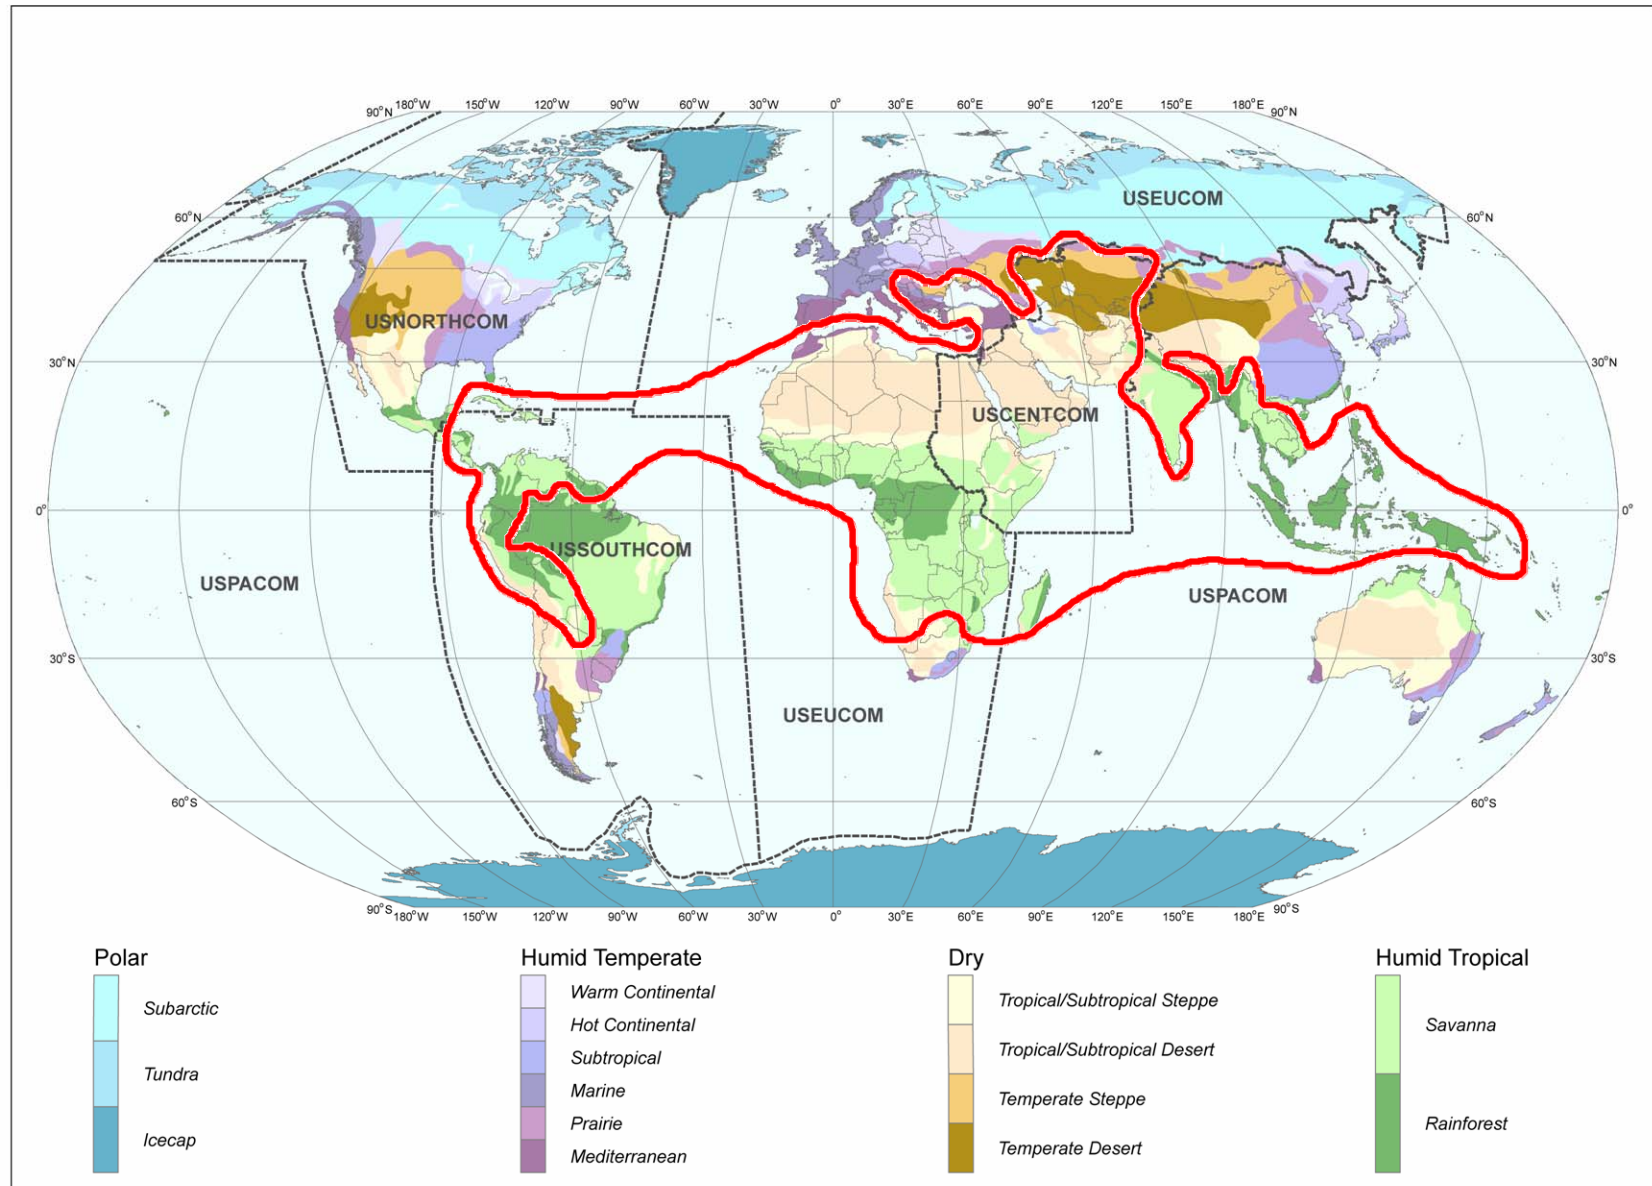 90°N 180°W 150°W 120°W 90°W 60°W 30°W 0° 30°E 60°E 90°E 120°E 150°E 180°E 90°N
USEUCOM
60°N 60°N
USNORTHCOM
30°N 30°N
USCENTCOM
0° 0°
USSOUTHCOM
USPACOM
USPACOM
30°S 30°S
USEUCOM
60°S 60°S
90°S 180°W 150°W 120°W 90°W 60°W 30°W 0° 30°E 60°E 90°E 120°E 150°E 180°E 90°S
Polar
Subarctic
Tundra
Icecap
Humid Temperate
Warm Continental
Hot Continental
Subtropical
Marine
Prairie
Mediterranean
Dry
Tropical/Subtropical Steppe
Tropical/Subtropical Desert
Temperate Steppe
Temperate Desert
Humid Tropical
Savanna
Rainforest